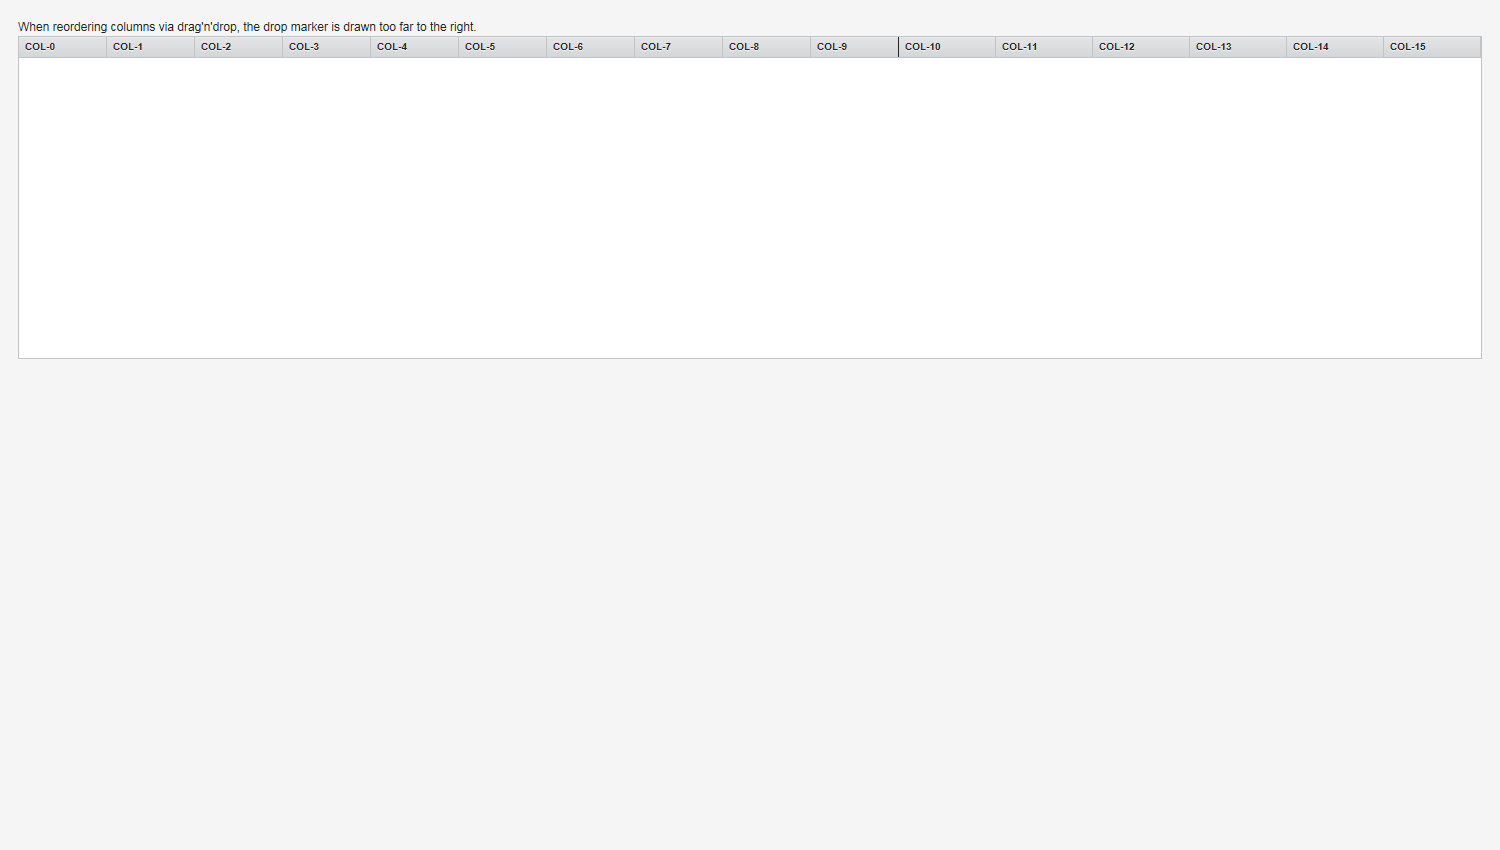 When reordering columns via drag'n'drop, the drop marker is drawn too far to the right.
COL-0 COL-1 COL-2 COL-3 COL-4 COL-5 COL-6 COL-7 COL-8 COL-9 COL-10 COL-11 COL-12 COL-13 COL-14 COL-15